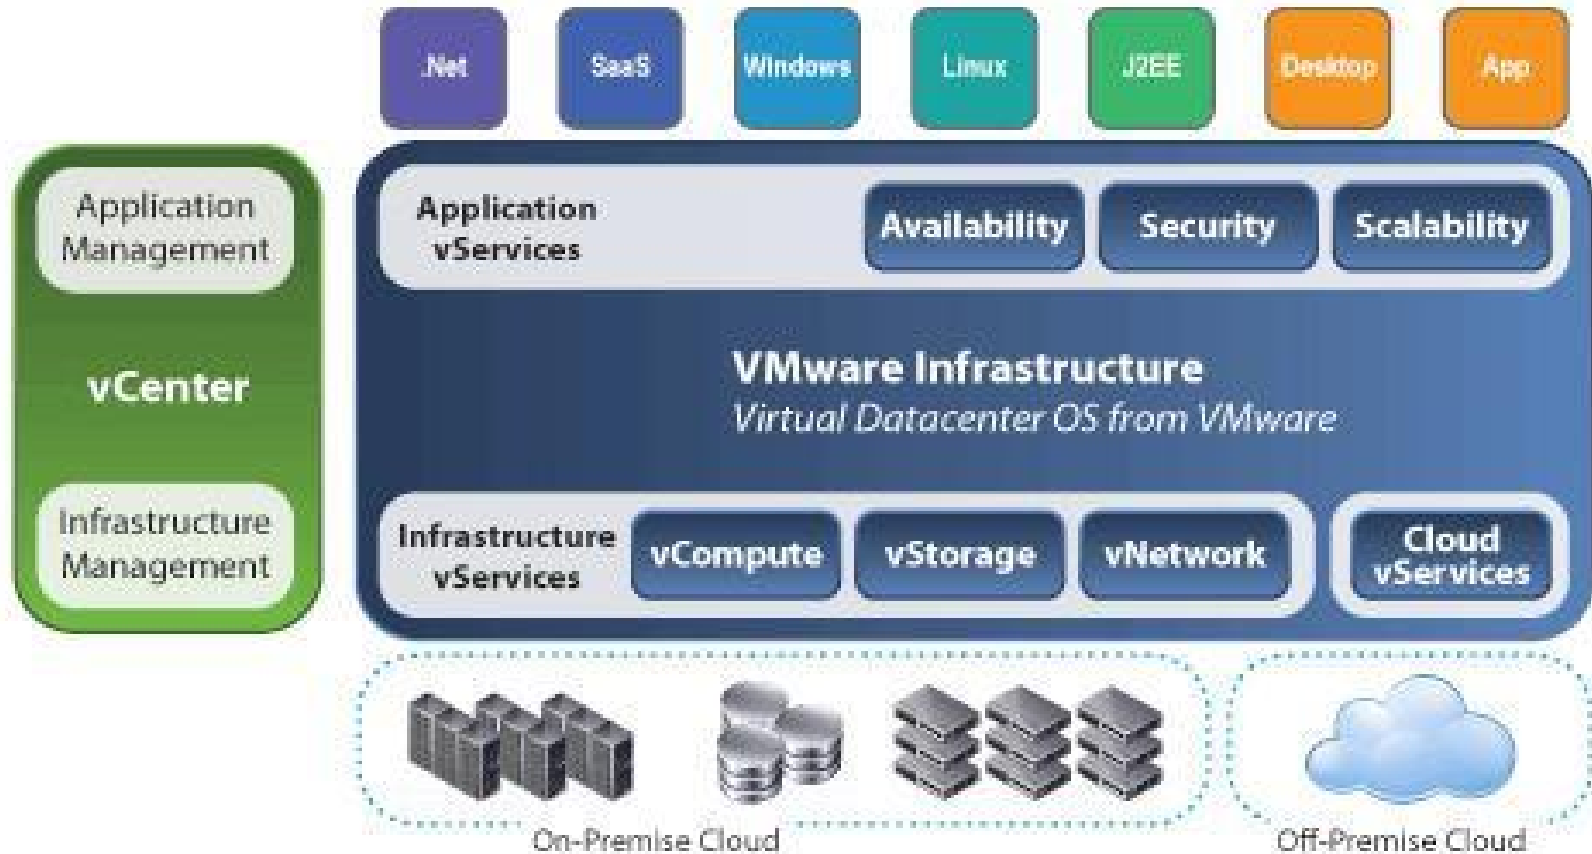 .Net
SaaS
Windows
Linux
J2EE
Desktop
App
Application
Management
vCenter
Infrastructure
Management
Application
vServices
Availability
Security
Scalability
VMware Infrastructure
Virtual Datacenter OS from VMware
Infrastructure
vServices
vCompute
vStorage
vNetwork
Cloud
vServices
On-Premise Cloud
Off-Premise Cloud